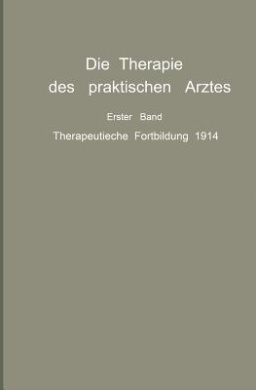 Die Therapie
des praktischen Arztes
Erster Band
Therapeutieche Fortbildung 1914